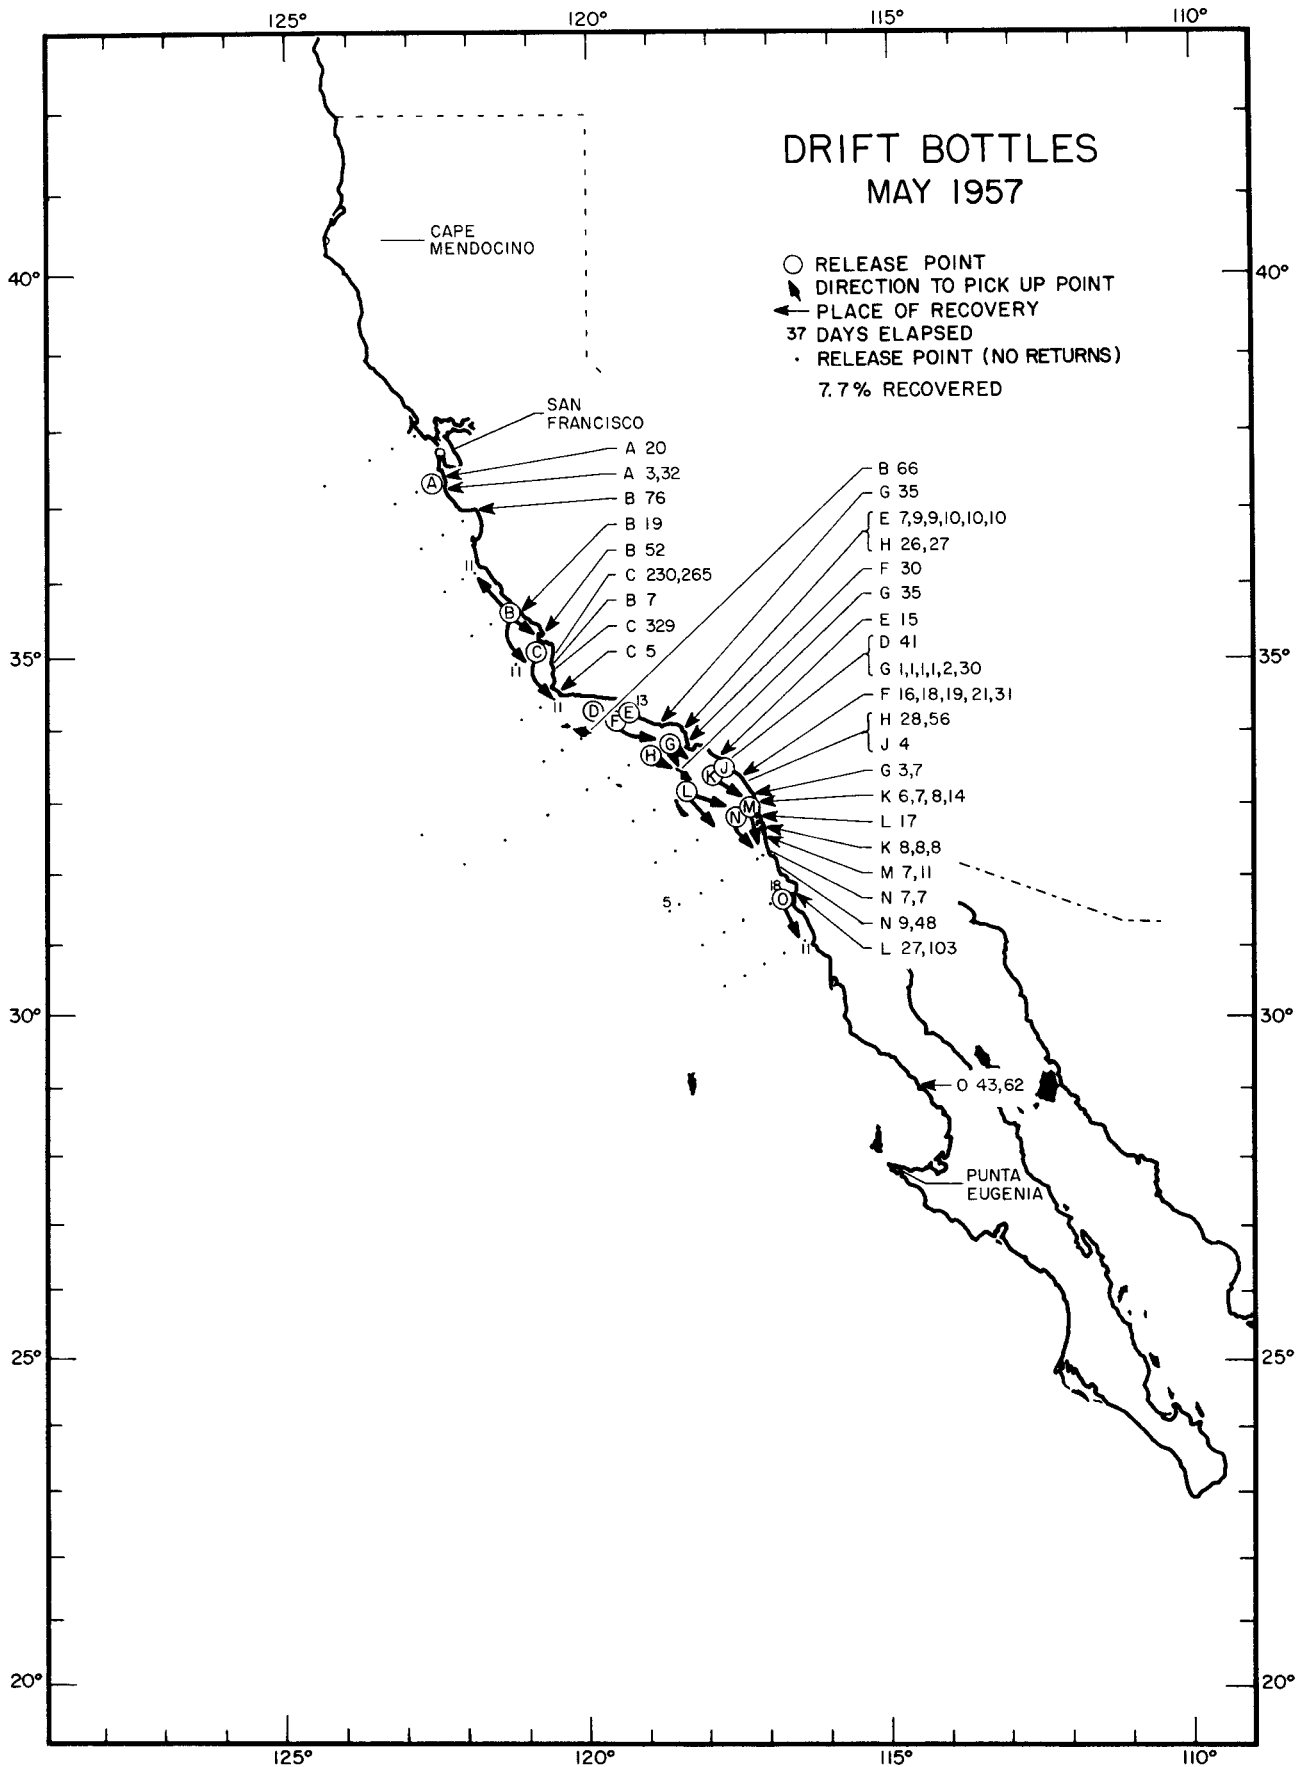 125°
120°
115°
110°
DRIFT BOTTLES
MAY 1957
RELEASE POINT
DIRECTION TO PICK UP POINT
PLACE OF RECOVERY
37 DAYS ELAPSED
RELEASE POINT (NO RETURNS)
7.7% RECOVERED
CAPE
MENDOCINO
40°
40°
SAN
FRANCISCO
A 20
A 3,32
B 76
B 19
B 52
C 230,265
B 7
C 329
C 5
B 66
G 35
E 7,9,9,10,10,10
H 26,27
F 30
G 35
E 15
D 41
G 1,1,1,1,2,30
F 16,18,19,21,31
H 28,56
J 4
G 3,7
K 6,7,8,14
L 17
K 8,8,8
M 7,11
N 7,7
N 9,48
L 27,103
A
11
B
C
11
11
35°
35°
D
E
13
F
G
H
J
K
L
M
N
18
O
5
11
30°
30°
O 43,62
PUNTA
EUGENIA
25°
25°
20°
20°
125°
120°
115°
110°